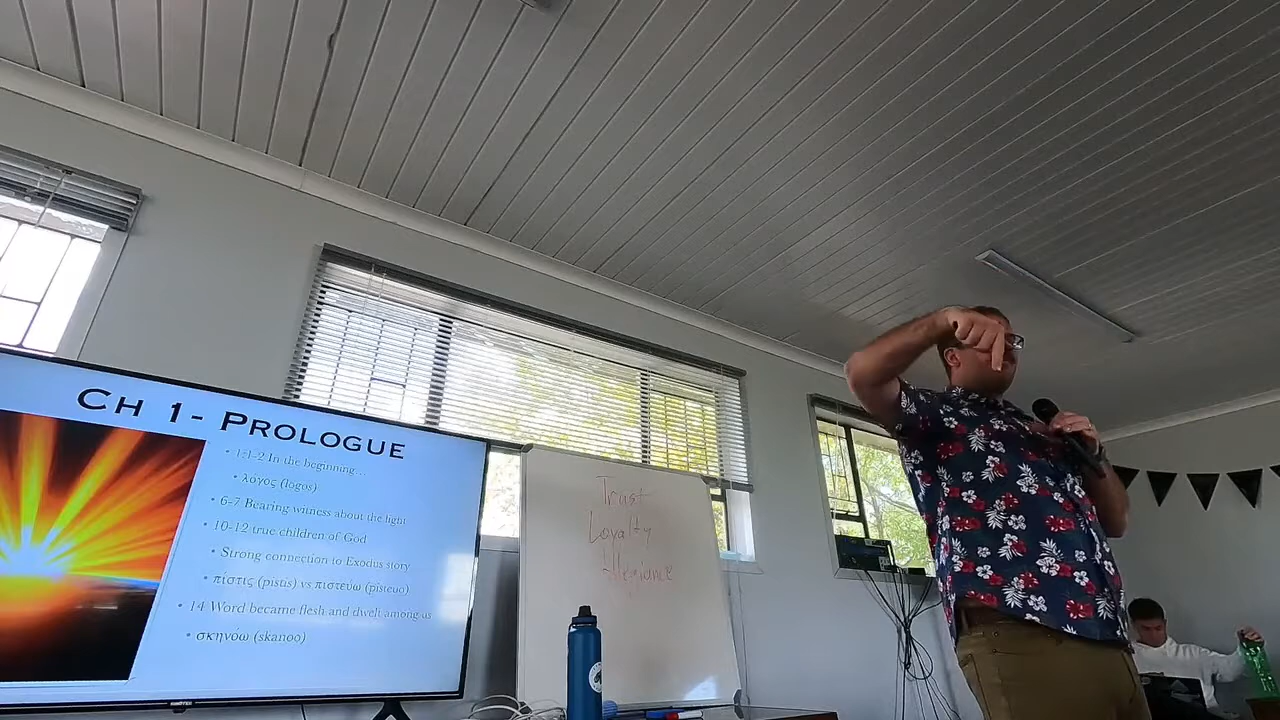 Ch 1- Prologue
• 1:1-2 In the beginning...
• λόγος (logos)
• 6-7 Bearing witness about the light
• 10-12 true children of God
• Strong connection to Exodus story
• πίστις (pistis) vs πιστεύω (pisteuo)
• 14 Word became flesh and dwelt among us
• σκηνόω (skanoo)
Trust
Loyalty
Allegiance